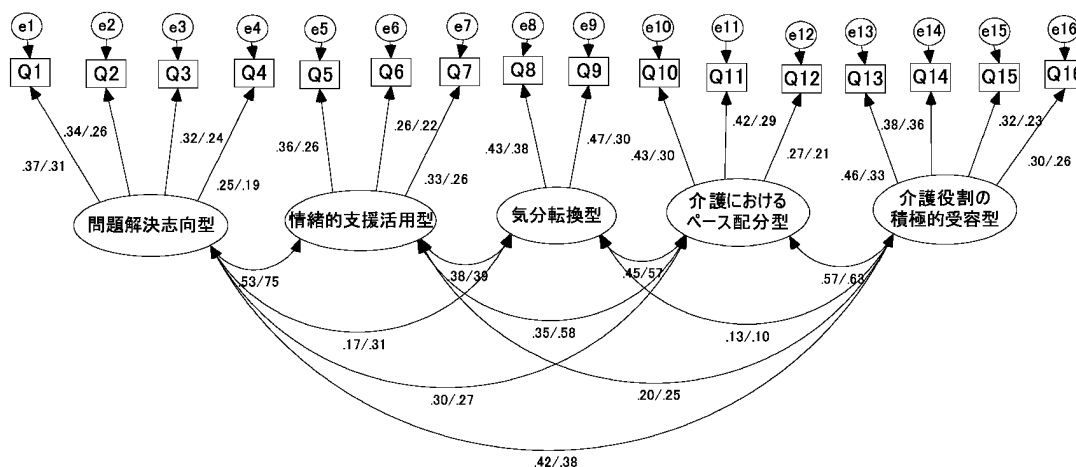 e1 e2 e3 e4 e5 e6 e7 e8 e9 e10 e11 e12 e13 e14 e15 e16
Q1 Q2 Q3 Q4 Q5 Q6 Q7 Q8 Q9 Q10 Q11 Q12 Q13 Q14 Q15 Q16
.34/.26 .32/.24 .26/.22 .47/.30 .42/.29 .38/.36 .32/.23
.37/.31 .25/.19 .36/.26 .33/.26 .43/.38 .43/.30 .27/.21 .46/.33 .30/.26
問題解決志向型
情緒的支援活用型
気分転換型
介護における
ペース配分型
介護役割の
積極的受容型
.53/75 .38/39 .45/57 .57/.63
.17/.31 .35/.58 .13/.10
.30/.27 .20/.25
.42/.38